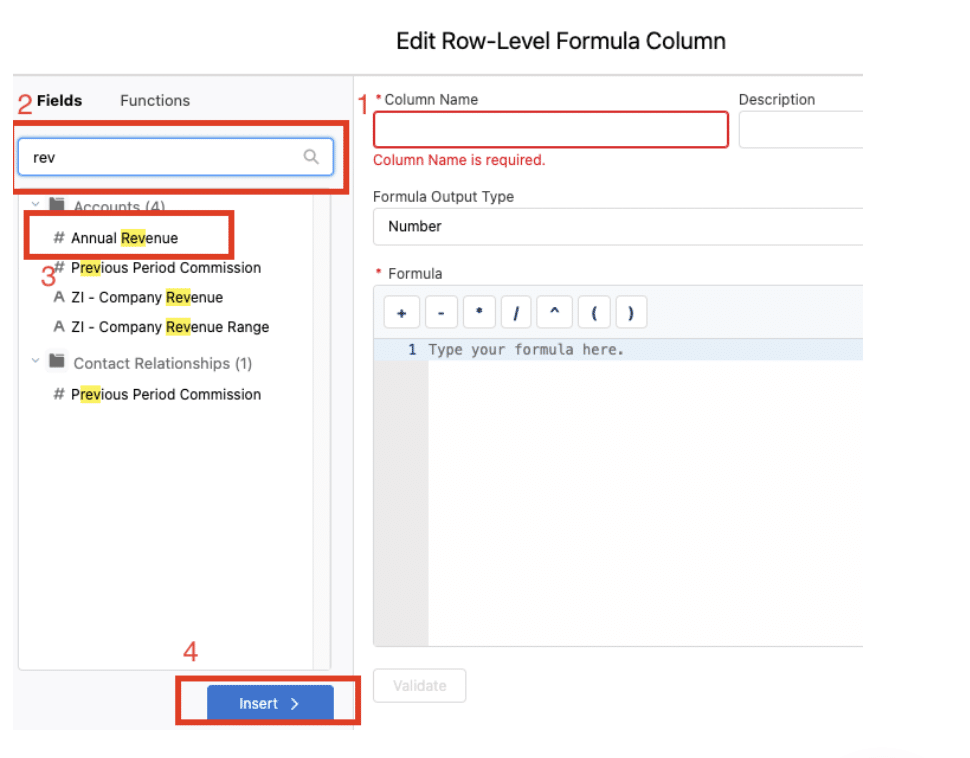 Edit Row-Level Formula Column
2 Fields Functions
rev
Accounts (4)
# Annual Revenue
3 # Previous Period Commission
A ZI - Company Revenue
A ZI - Company Revenue Range
Contact Relationships (1)
# Previous Period Commission
4
Insert >
1 * Column Name Description
Column Name is required.
Formula Output Type
Number
* Formula
+ - * / ^ ( )
1 Type your formula here.
Validate